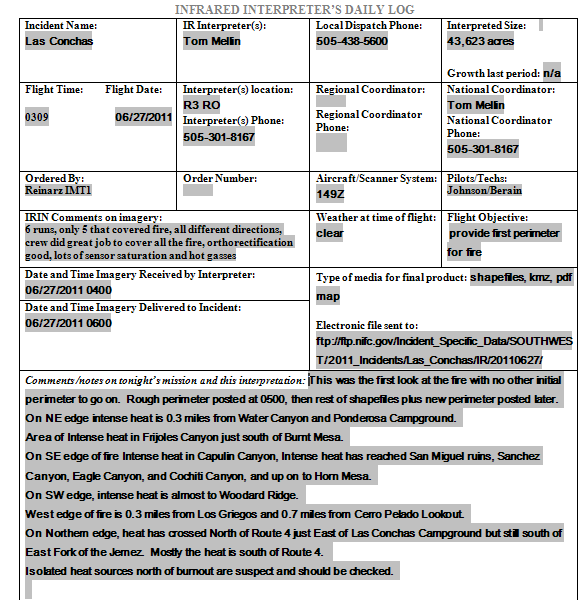 INFRARED INTERPRETER'S DAILY LOG
Incident Name:
Las Conchas
IR Interpreter(s):
Tom Mellin
Local Dispatch Phone:
505-438-5600
Interpreted Size:
43,623 acres
Growth last period: n/a
Flight Time: Flight Date:
0309 06/27/2011
Interpreter(s) location:
R3 RO
Interpreter(s) Phone:
505-301-8167
Regional Coordinator:
Regional Coordinator
Phone:
National Coordinator:
Tom Mellin
National Coordinator
Phone:
505-301-8167
Ordered By:
Reinarz IMT1
Order Number:
Aircraft/Scanner System:
149Z
Pilots/Techs:
Johnson/Berain
IRIN Comments on imagery:
6 runs, only 5 that covered fire, all different directions,
crew did great job to cover all the fire, orthorectification
good, lots of sensor saturation and hot gasses
Weather at time of flight:
clear
Flight Objective:
provide first perimeter
for fire
Date and Time Imagery Received by Interpreter:
06/27/2011 0400
Date and Time Imagery Delivered to Incident:
06/27/2011 0600
Type of media for final product: shapefiles, kmz, pdf
map
Electronic file sent to:
ftp://ftp.nifc.gov/Incident_Specific_Data/SOUTHWES
T/2011_Incidents/Las_Conchas/IR/20110627/
Comments/notes on tonight's mission and this interpretation: This was the first look at the fire with no other initial
perimeter to go on. Rough perimeter posted at 0500, then rest of shapefiles plus new perimeter posted later.
On NE edge intense heat is 0.3 miles from Water Canyon and Ponderosa Campground.
Area of Intense heat in Frijoles Canyon just south of Burnt Mesa.
On SE edge of fire Intense heat in Capulin Canyon, Intense heat has reached San Miguel ruins, Sanchez
Canyon, Eagle Canyon, and Cochiti Canyon, and up on to Horn Mesa.
On SW edge, intense heat is almost to Woodard Ridge.
West edge of fire is 0.3 miles from Los Griegos and 0.7 miles from Cerro Pelado Lookout.
On Northern edge, heat has crossed North of Route 4 just East of Las Conchas Campground but still south of
East Fork of the Jemez. Mostly the heat is south of Route 4.
Isolated heat sources north of burnout are suspect and should be checked.